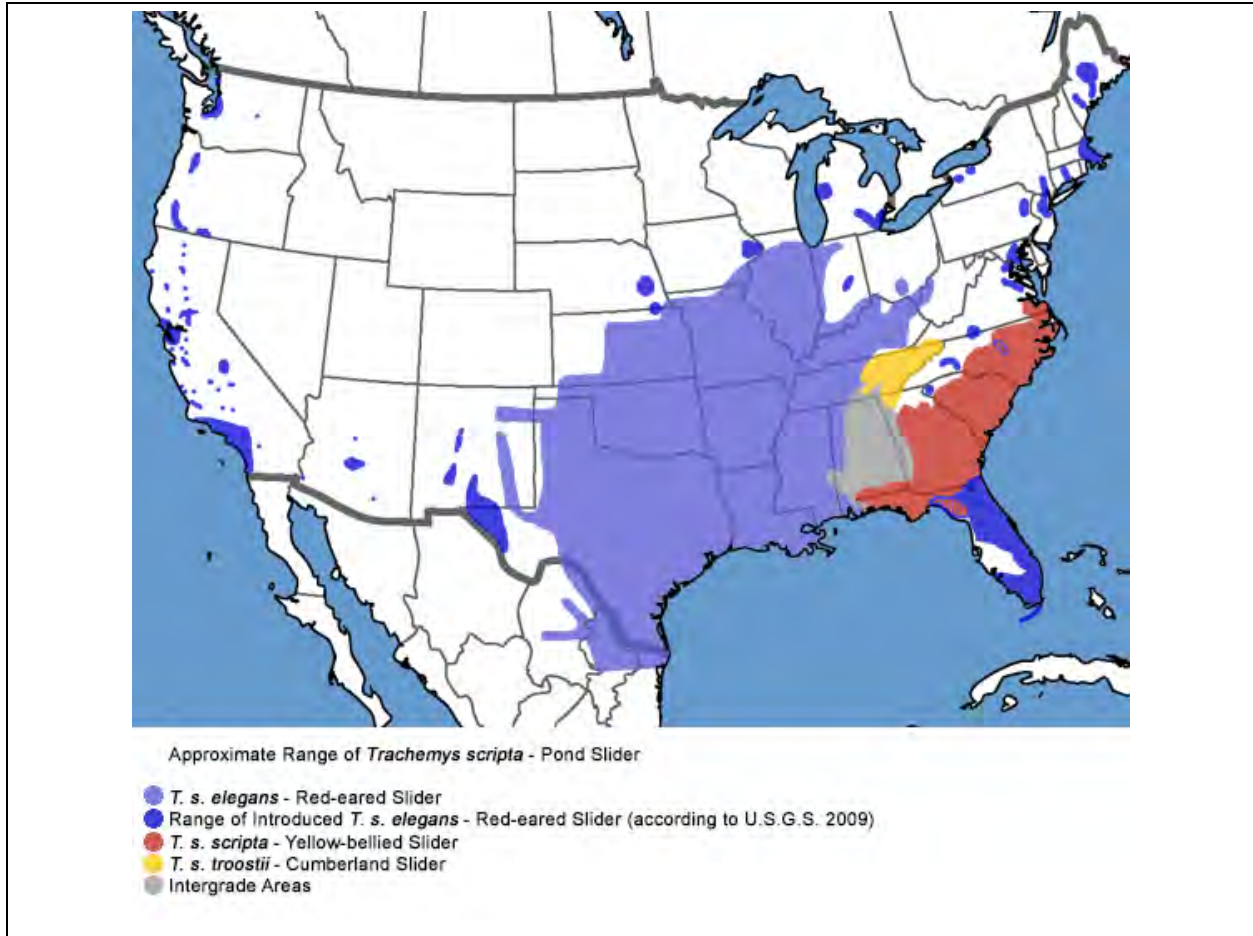 Approximate Range of Trachemys scripta - Pond Slider
T. s. elegans - Red-eared Slider
Range of Introduced T. s. elegans - Red-eared Slider (according to U.S.G.S. 2009)
T. s. scripta - Yellow-bellied Slider
T. s. troostii - Cumberland Slider
Intergrade Areas